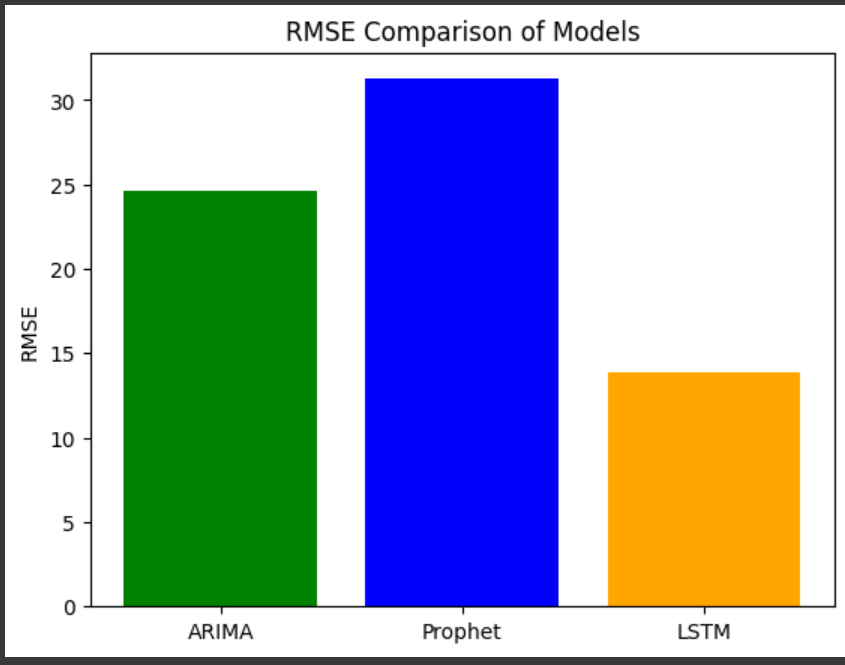 RMSE Comparison of Models
30
25
20
15
10
5
0
RMSE
ARIMA
Prophet
LSTM